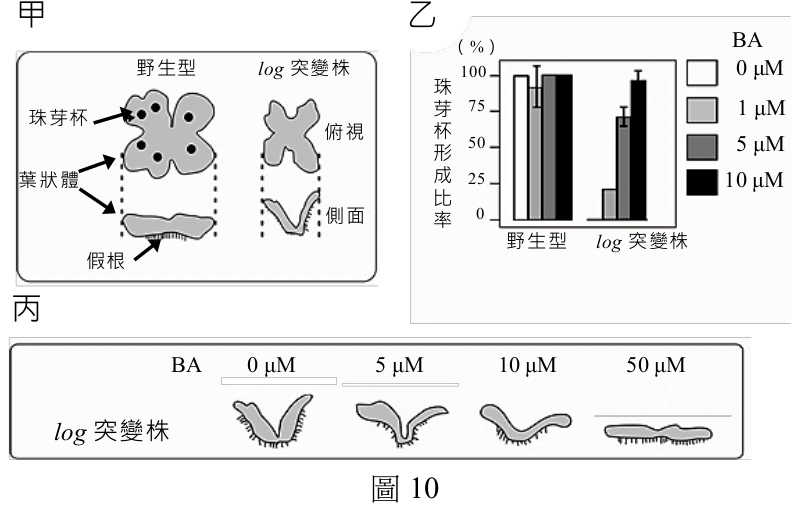 甲
野生型
log 突變株
珠芽杯
俯視
葉狀體
側面
假根
乙
(%)
珠芽杯形成比率
100
75
50
25
0
野生型
log 突變株
BA
0 μM
1 μM
5 μM
10 μM
丙
BA 0 μM 5 μM 10 μM 50 μM
log 突變株
圖 10